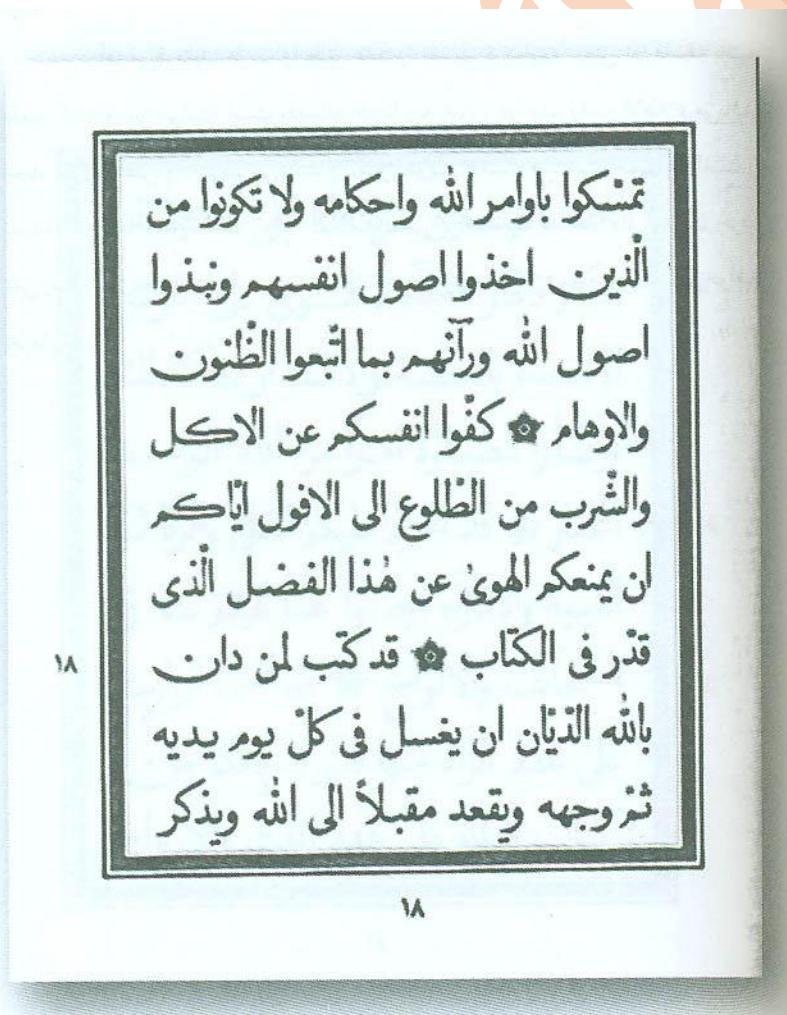 تمسّكوا باوامر الله واحكامه ولا تكونوا من
الّذين اخذوا اصول انفسهم ونبذوا
اصول الله ورآئهم بما اتّبعوا الظّنون
والاوهام ۞ كفّوا انفسكم عن الاكل
والشّرب من الطّلوع الى الافول ايّاكم
ان يمنعكم الهوىٰ عن هٰذا الفضل الّذى
قدّر فى الكتاب ۞ قد كتب لمن دان
١٨
بالله الدّيّان ان يغسل فى كلّ يوم يديه
ثمّ وجهه ويقعد مقبلاً الى الله ويذكر
١٨